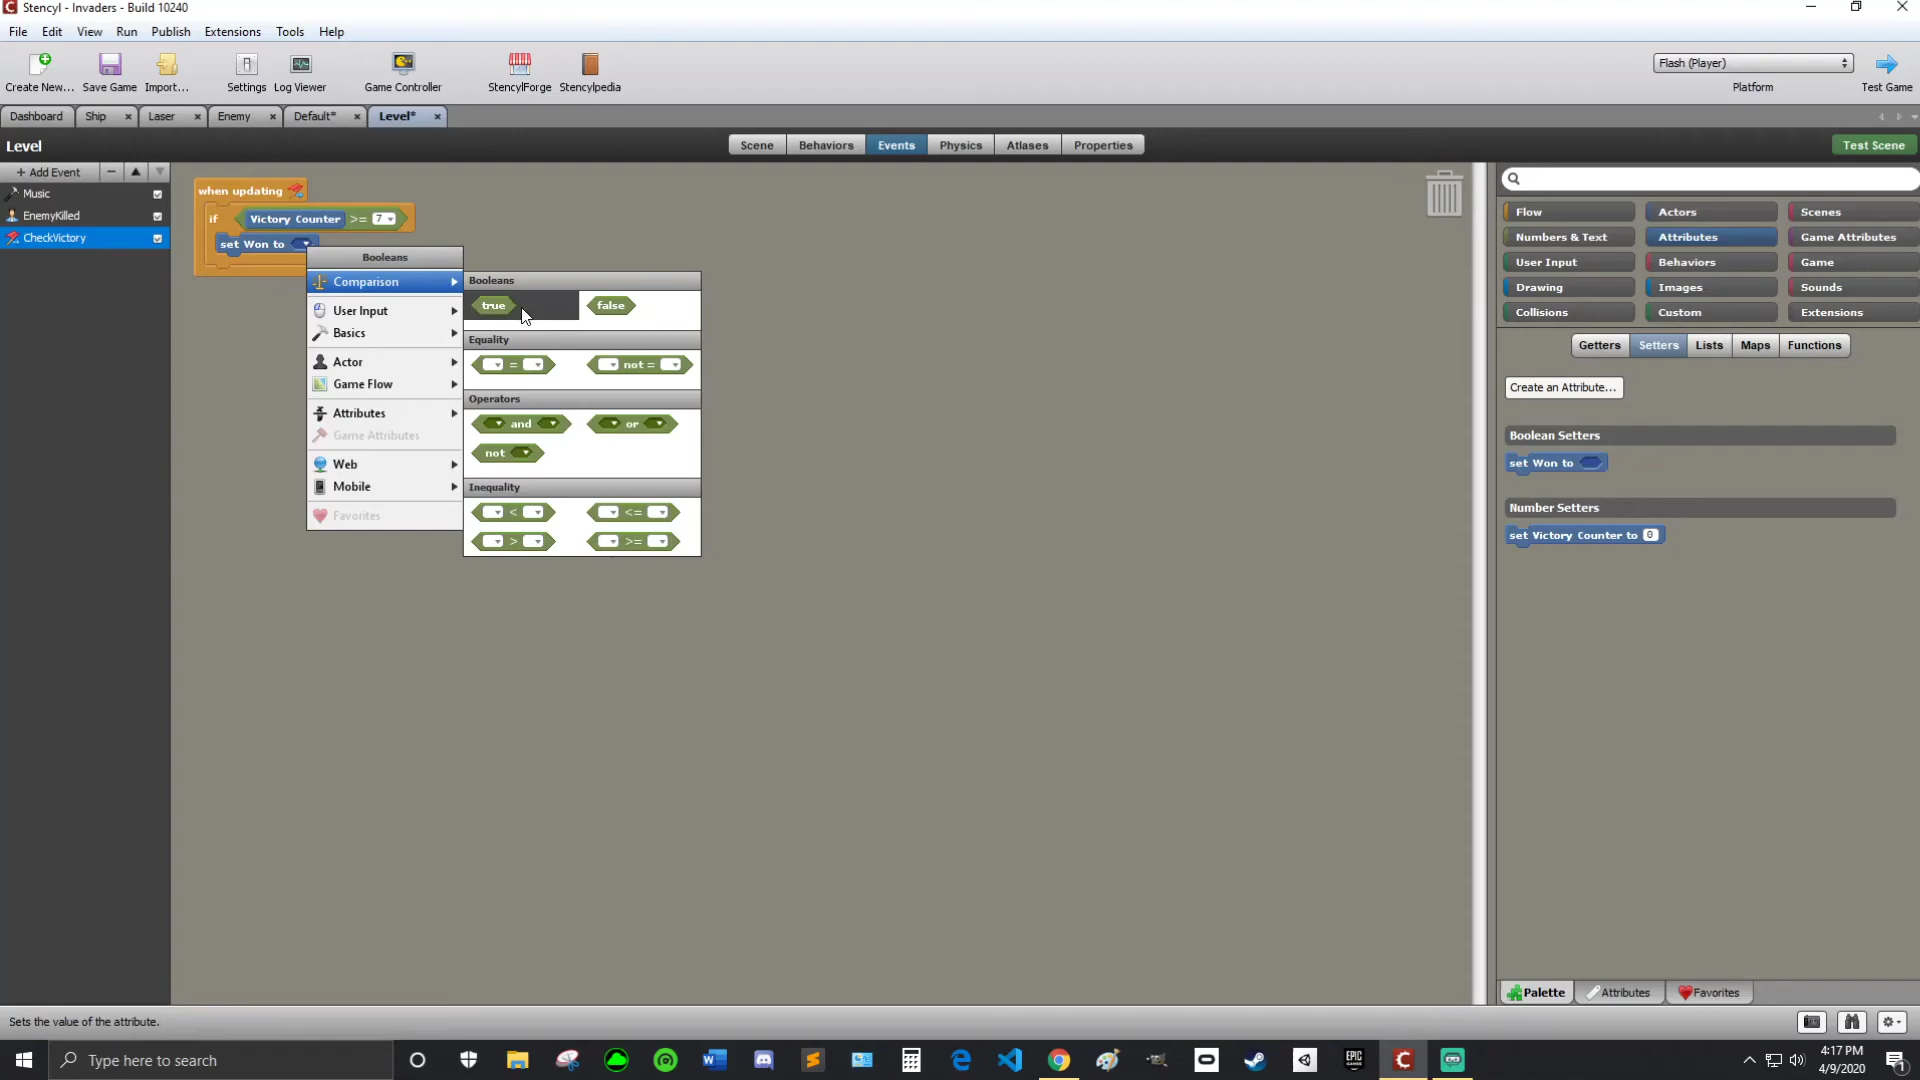 Stencyl - Invaders - Build 10240
File Edit View Run Publish Extensions Tools Help
Create New... Save Game Import... Settings Log Viewer Game Controller StencylForge Stencylpedia
Flash (Player)
Platform
Test Game
Dashboard Ship Laser Enemy Default* Level*
Level
Scene Behaviors Events Physics Atlases Properties
Test Scene
+ Add Event
Music
EnemyKilled
CheckVictory
when updating
if Victory Counter >= 7
set Won to
Booleans
Comparison
User Input
Basics
Actor
Game Flow
Attributes
Game Attributes
Web
Mobile
Favorites
Booleans
true false
Equality
= not =
Operators
and or
not
Inequality
< <=
> >=
Flow Actors Scenes
Numbers & Text Attributes Game Attributes
User Input Behaviors Game
Drawing Images Sounds
Collisions Custom Extensions
Getters Setters Lists Maps Functions
Create an Attribute...
Boolean Setters
set Won to
Number Setters
set Victory Counter to 0
Palette Attributes Favorites
Sets the value of the attribute.
Type here to search
4:17 PM
4/9/2020